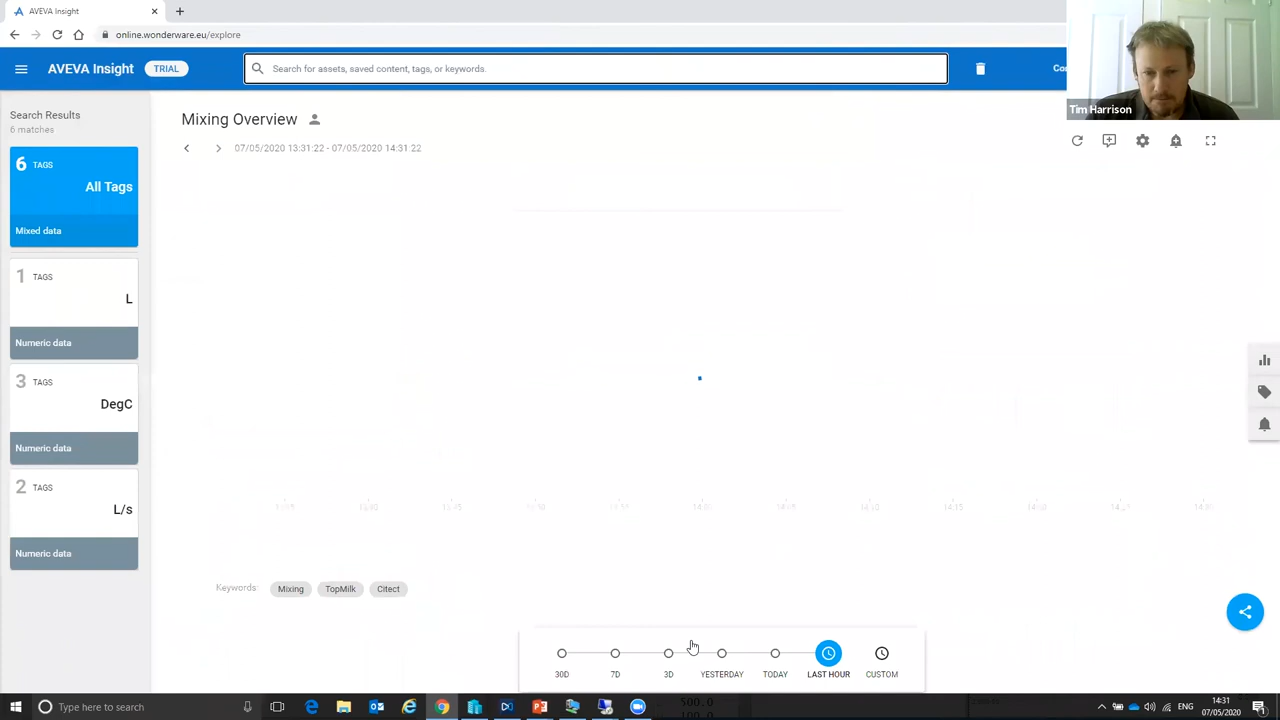 AVEVA Insight
online.wonderware.eu/explore
AVEVA Insight TRIAL
Search for assets, saved content, tags, or keywords.
Tim Harrison
Search Results
6 matches
6 TAGS
All Tags
Mixed data
1 TAGS
L
Numeric data
3 TAGS
DegC
Numeric data
2 TAGS
L/s
Numeric data
Mixing Overview
07/05/2020 13:31:22 - 07/05/2020 14:31:22
14:15
Keywords: Mixing TopMilk Citect
30D 7D 3D YESTERDAY TODAY LAST HOUR CUSTOM
500.0
Type here to search
ENG
14:31
07/05/2020